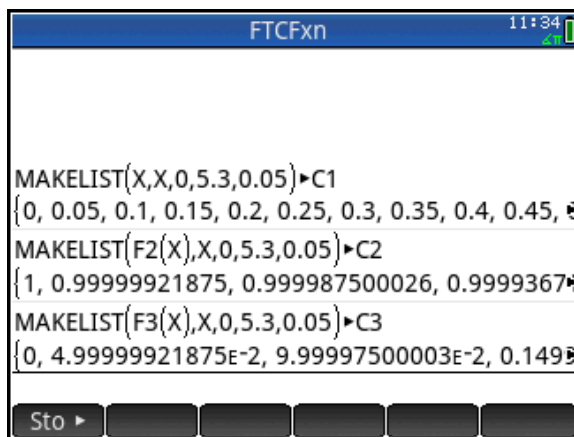 FTCFxn
11:34
∡π
MAKELIST(X,X,0,5.3,0.05)▶C1
{0, 0.05, 0.1, 0.15, 0.2, 0.25, 0.3, 0.35, 0.4, 0.45,
MAKELIST(F2(X),X,0,5.3,0.05)▶C2
{1, 0.99999921875, 0.999987500026, 0.9999367
MAKELIST(F3(X),X,0,5.3,0.05)▶C3
{0, 4.99999921875ᴇ-2, 9.99997500003ᴇ-2, 0.149
Sto ▶